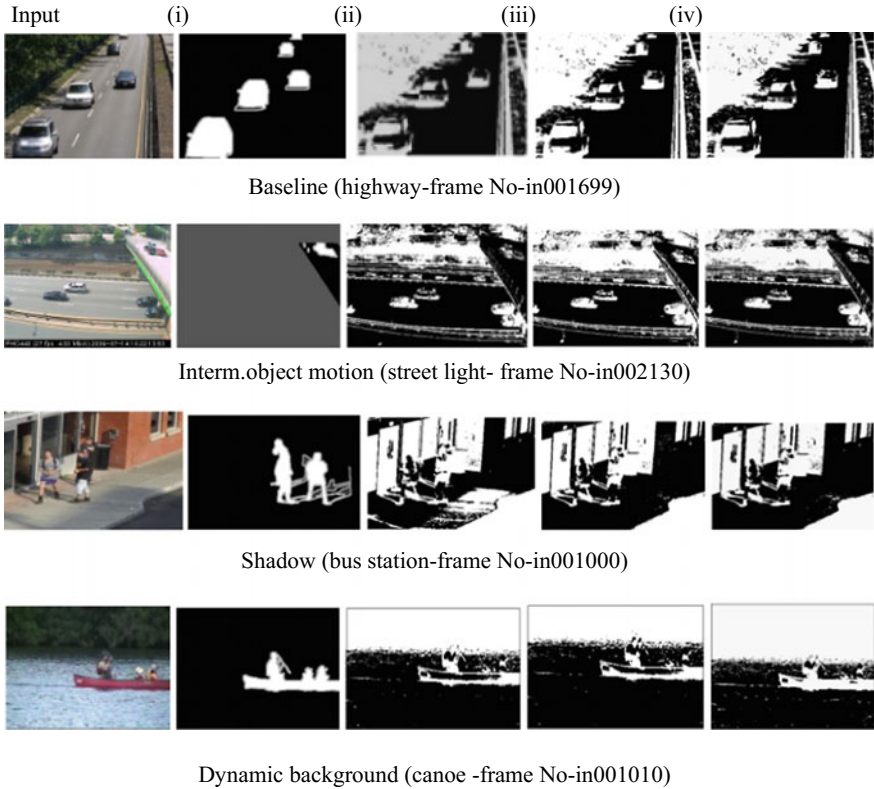 Input (i) (ii) (iii) (iv)
Baseline (highway-frame No-in001699)
Interm.object motion (street light- frame No-in002130)
Shadow (bus station-frame No-in001000)
Dynamic background (canoe -frame No-in001010)